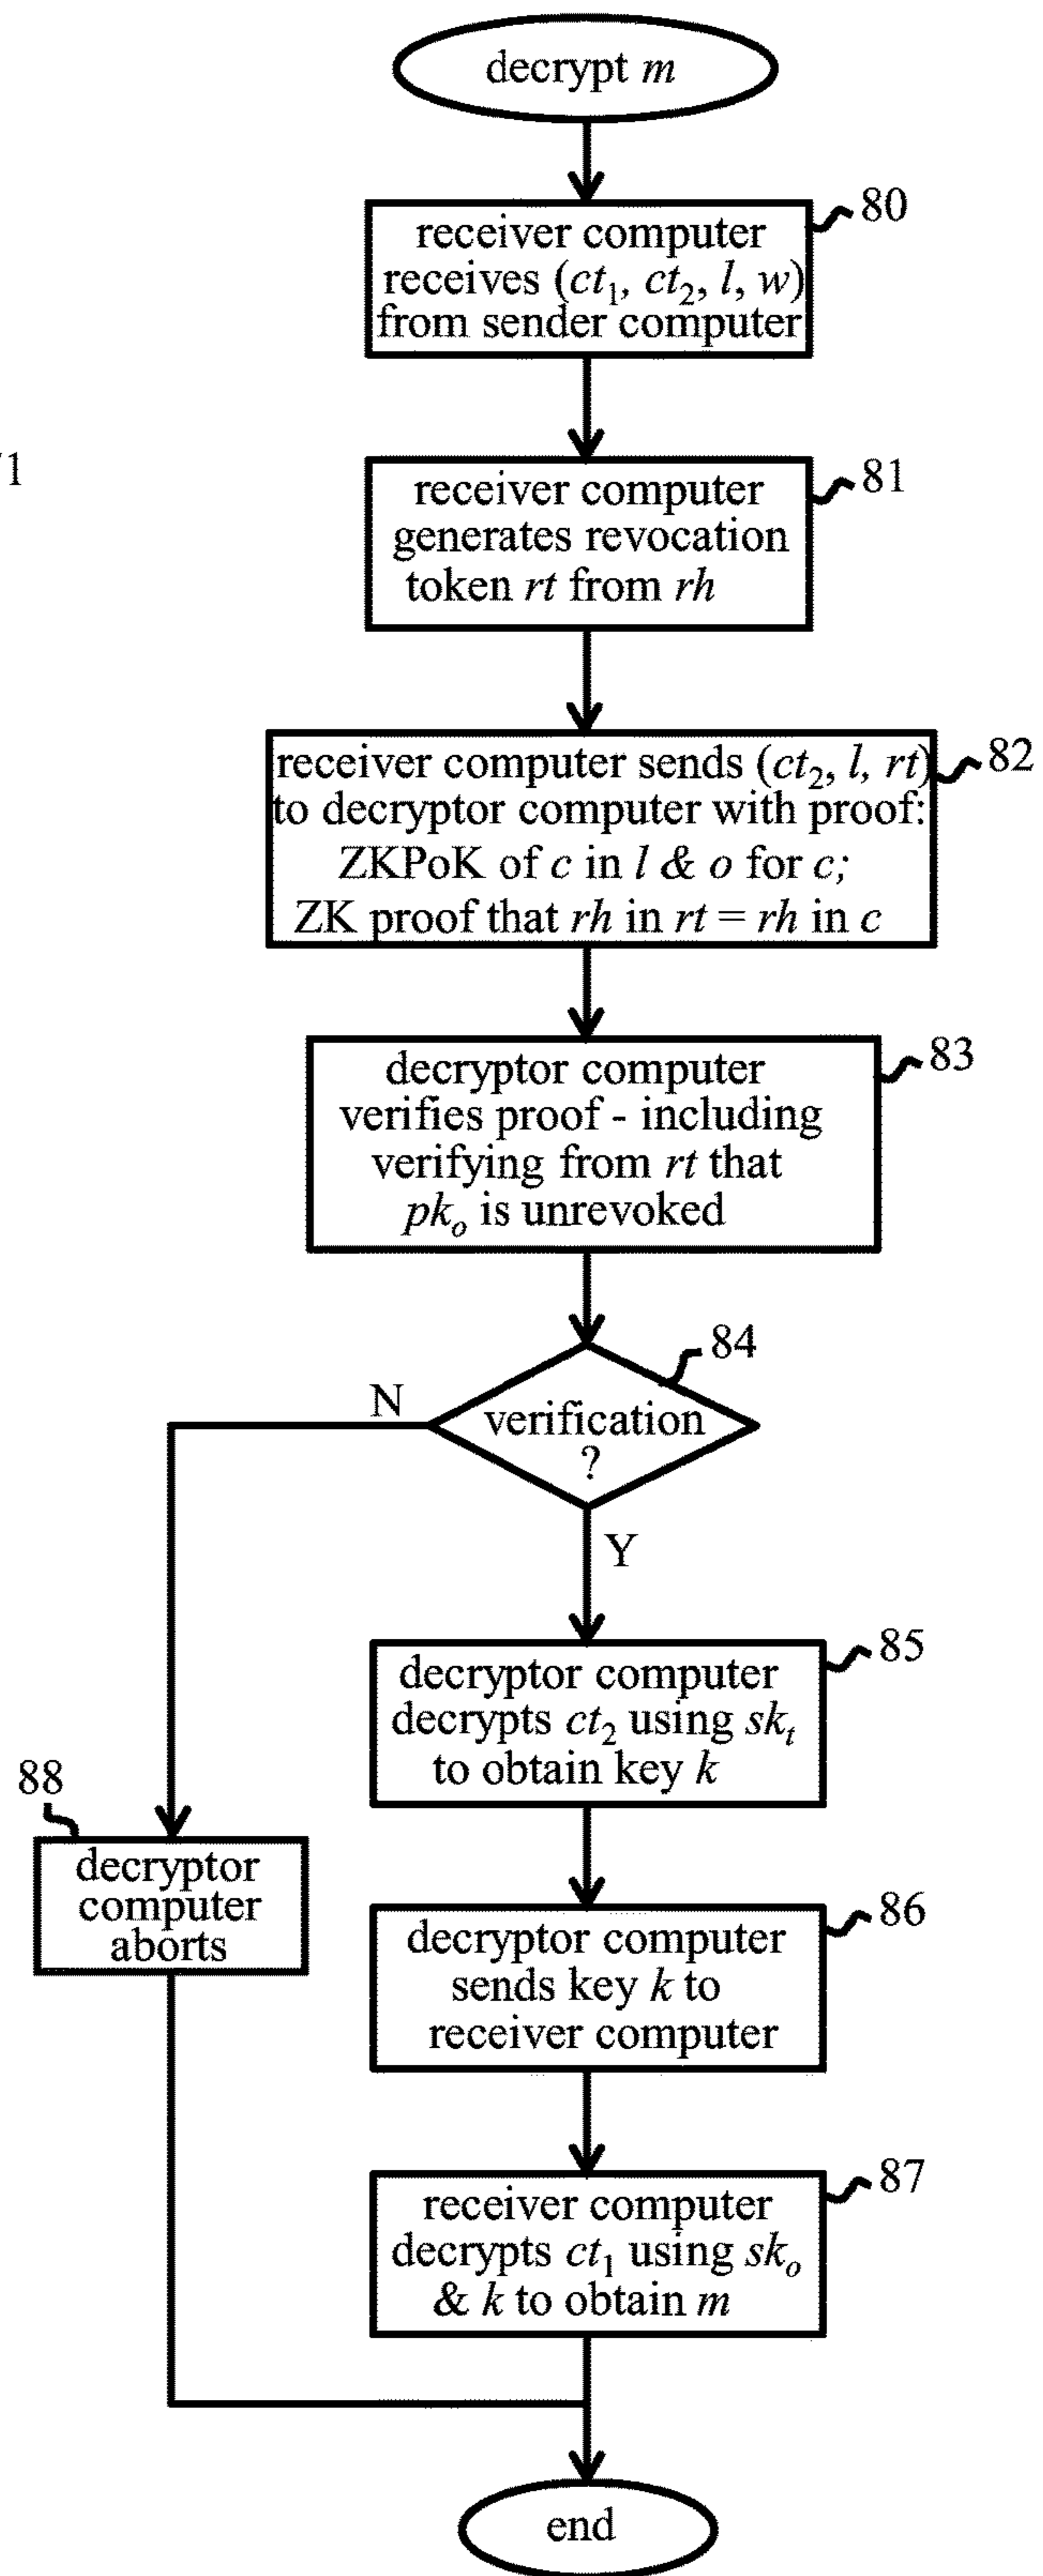 decrypt m
80
receiver computer
receives (ct₁, ct₂, l, w)
from sender computer
71
81
receiver computer
generates revocation
token rt from rh
82
receiver computer sends (ct₂, l, rt)
to decryptor computer with proof:
ZKPoK of c in l & o for c;
ZK proof that rh in rt = rh in c
83
decryptor computer
verifies proof - including
verifying from rt that
pkₒ is unrevoked
84
N
verification
?
Y
85
decryptor computer
decrypts ct₂ using skₜ
to obtain key k
88
decryptor
computer
aborts
86
decryptor computer
sends key k to
receiver computer
87
receiver computer
decrypts ct₁ using skₒ
& k to obtain m
end